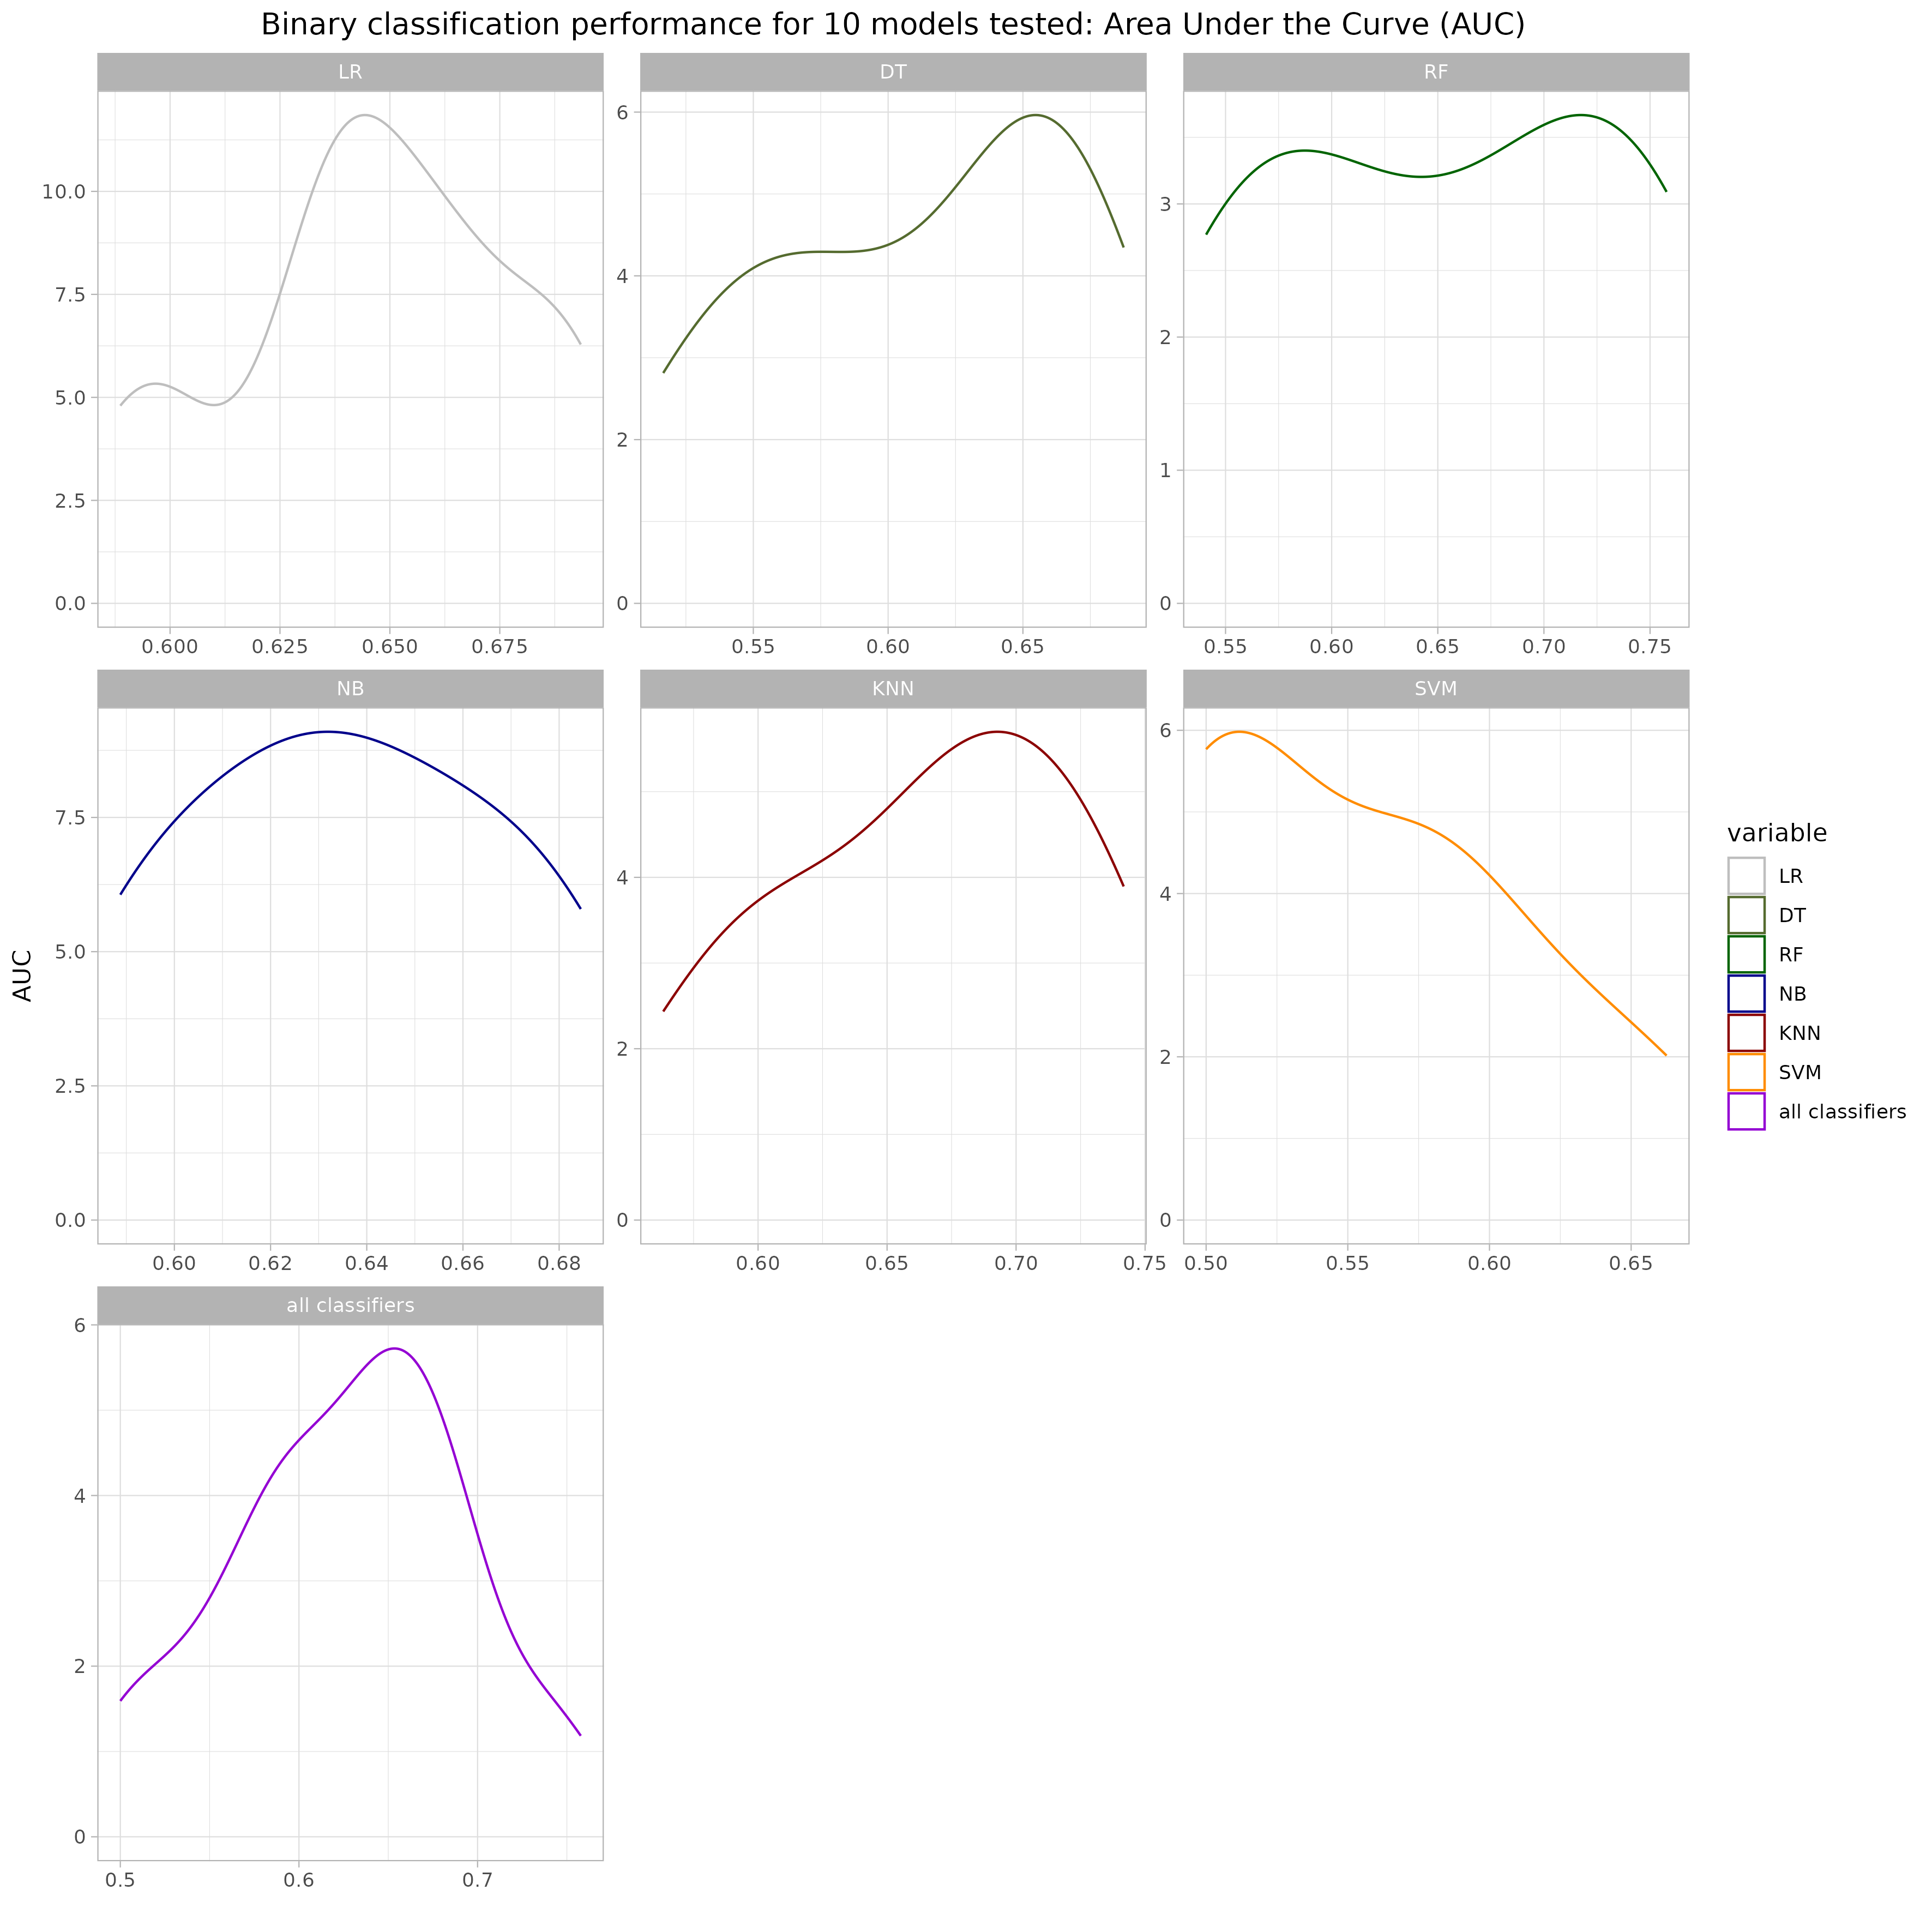 Binary classification performance for 10 models tested: Area Under the Curve (AUC)
LR
DT
RF
10.0
7.5
5.0
2.5
0.0
0.600 0.625 0.650 0.675
6
4
2
0
0.55 0.60 0.65
3
2
1
0
0.55 0.60 0.65 0.70 0.75
NB
KNN
SVM
7.5
5.0
2.5
0.0
0.60 0.62 0.64 0.66 0.68
4
2
0
0.60 0.65 0.70 0.75
6
4
2
0
0.50 0.55 0.60 0.65
all classifiers
6
4
2
0
0.5 0.6 0.7
AUC
variable
LR
DT
RF
NB
KNN
SVM
all classifiers